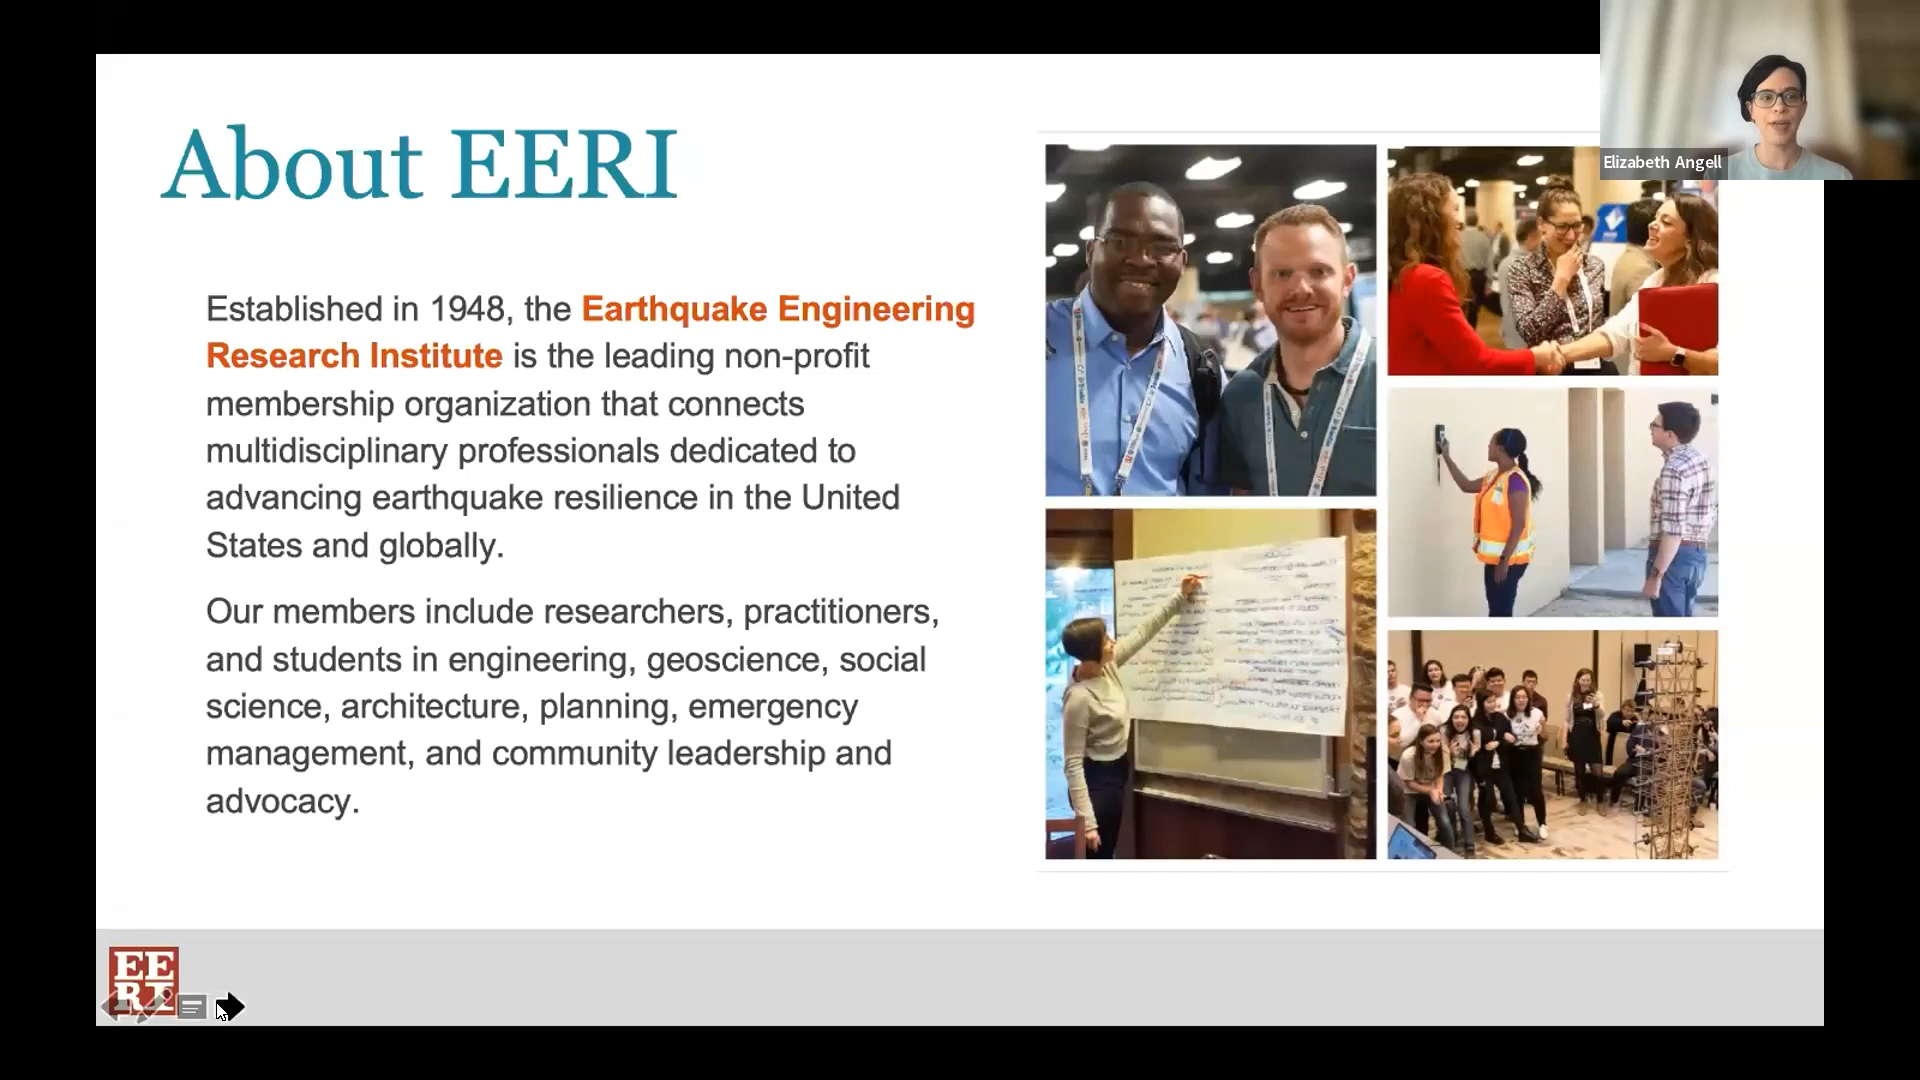 About EERI
Elizabeth Angell
Established in 1948, the Earthquake Engineering
Research Institute is the leading non-profit
membership organization that connects
multidisciplinary professionals dedicated to
advancing earthquake resilience in the United
States and globally.
Our members include researchers, practitioners,
and students in engineering, geoscience, social
science, architecture, planning, emergency
management, and community leadership and
advocacy.
EE
RI